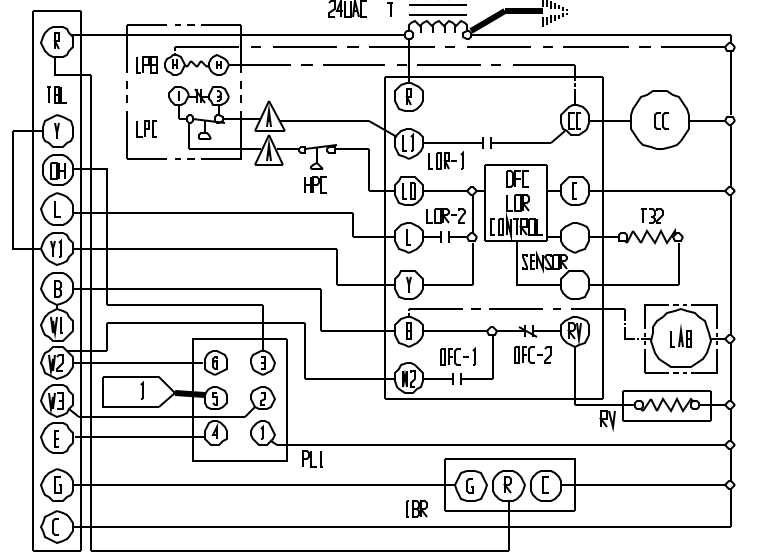 24VAC T
R
LPB H H
R
TBL
1 3
A
CC CC
LPC
Y
L1
LOR-1
A
OH
HPC
LO
DFC
LOR
CONTROL
C
L
LOR-2
L
T32
Y1
SENSOR
B
Y
W1
B
DFC-1
DFC-2
RV
LAB
W2
6 3
W2
1
5 2
W3
RV
E
4 1
PL1
G
G R C
IBR
C